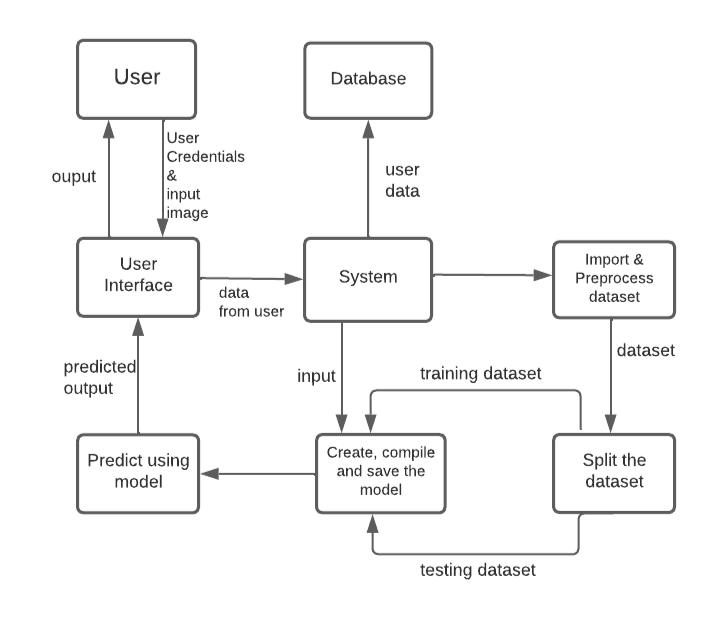 User
Database
User
Credentials
&
input
image
ouput
user
data
User
Interface
System
Import &
Preprocess
dataset
data
from user
dataset
predicted
output
input
training dataset
Predict using
model
Create, compile
and save the
model
Split the
dataset
testing dataset